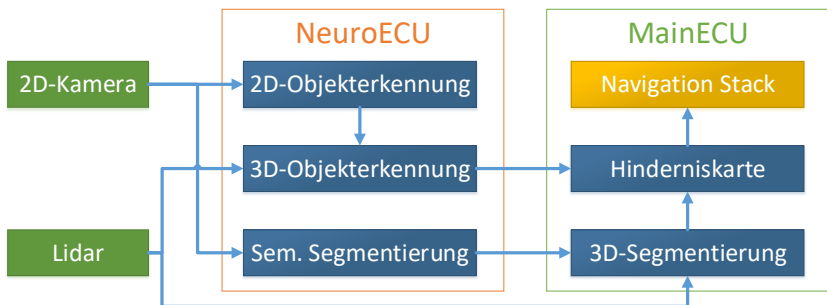 NeuroECU
MainECU
2D-Kamera
2D-Objekterkennung
Navigation Stack
3D-Objekterkennung
Hinderniskarte
Lidar
Sem. Segmentierung
3D-Segmentierung